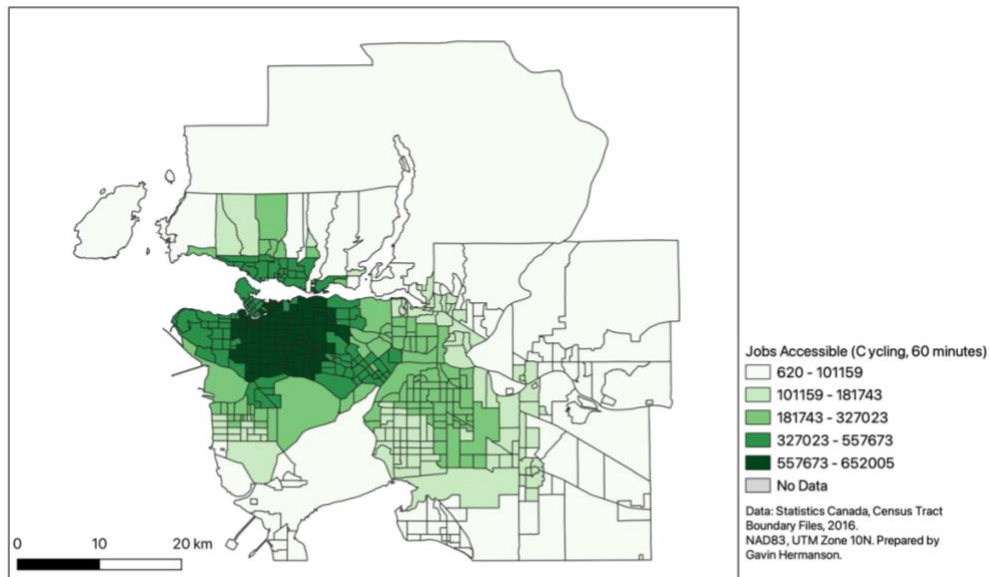 Jobs Accessible (Cycling, 60 minutes)
620 - 101159
101159 - 181743
181743 - 327023
327023 - 557673
557673 - 652005
No Data
Data: Statistics Canada, Census Tract
Boundary Files, 2016.
NAD83, UTM Zone 10N. Prepared by
Gavin Hermanson.
0 10 20 km